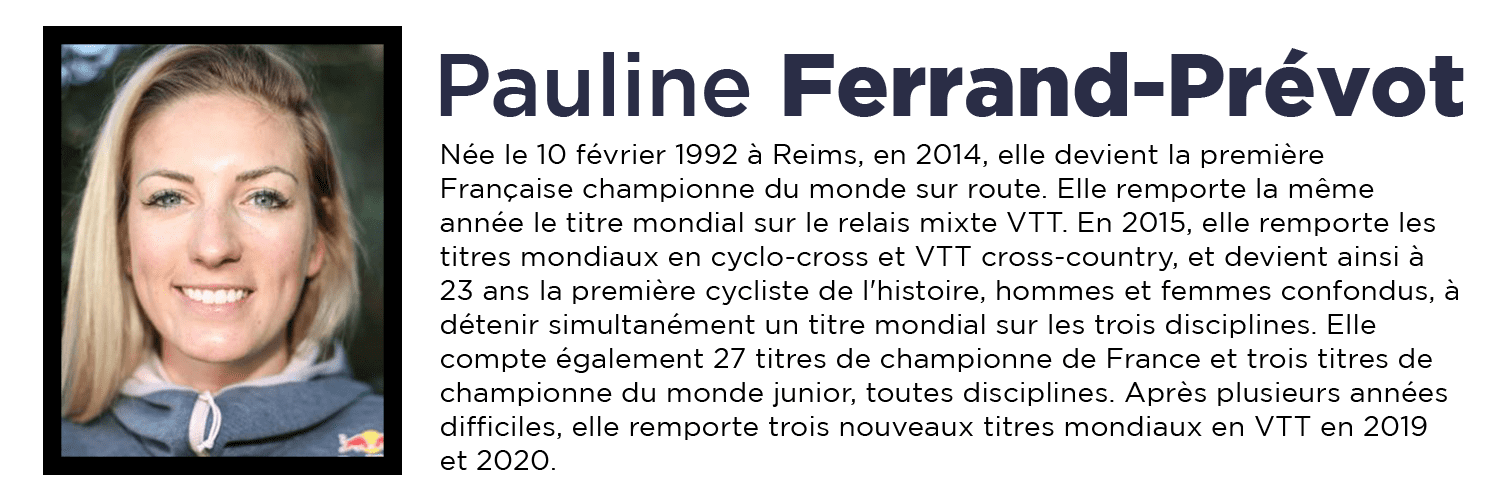 Pauline Ferrand-Prévot
Née le 10 février 1992 à Reims, en 2014, elle devient la première
Française championne du monde sur route. Elle remporte la même
année le titre mondial sur le relais mixte VTT. En 2015, elle remporte les
titres mondiaux en cyclo-cross et VTT cross-country, et devient ainsi à
23 ans la première cycliste de l'histoire, hommes et femmes confondus, à
détenir simultanément un titre mondial sur les trois disciplines. Elle
compte également 27 titres de championne de France et trois titres de
championne du monde junior, toutes disciplines. Après plusieurs années
difficiles, elle remporte trois nouveaux titres mondiaux en VTT en 2019
et 2020.